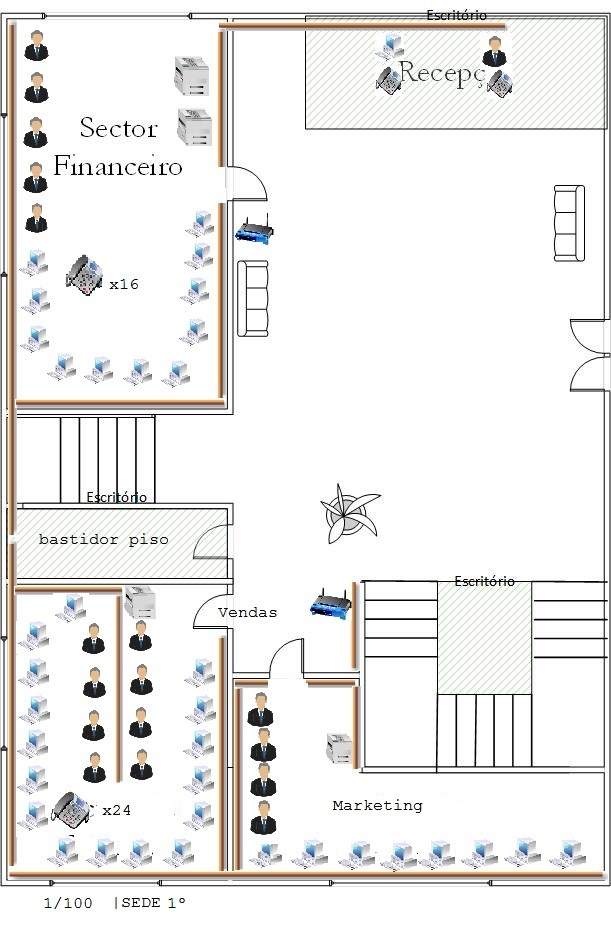 Escritório
Recepç
Sector
Financeiro
x16
Escritório
bastidor piso
Escritório
Vendas
Marketing
x24
1/100 |SEDE 1º